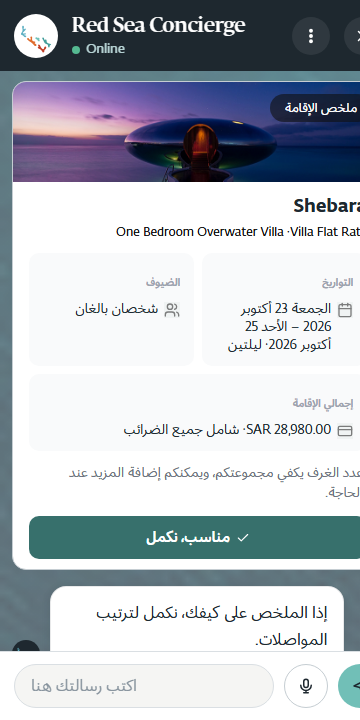 Red Sea Concierge
Online
ملخص الإقامة
Shebara
One Bedroom Overwater Villa ·Villa Flat Rat
التواريخ
الجمعة 23 أكتوبر
2026 – الأحد 25
أكتوبر 2026· ليلتين
الضيوف
شخصان بالغان
إجمالي الإقامة
SAR 28,980.00· شامل جميع الضرائب
عدد الغرف يكفي مجموعتكم، ويمكنكم إضافة المزيد عند
الحاجة.
مناسب، نكمل
إذا الملخص على كيفك، نكمل لترتيب
المواصلات.
اكتب رسالتك هنا